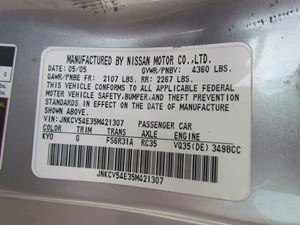 MANUFACTURED BY NISSAN MOTOR CO.,LTD.
DATE: 05/05 GVWR/PNBV: 4360 LBS.
GAWR/PNBE FR: 2107 LBS. RR: 2267 LBS.
THIS VEHICLE CONFORMS TO ALL APPLICABLE FEDERAL
MOTOR VEHICLE SAFETY,BUMPER,AND THEFT PREVENTION
STANDARDS IN EFFECT ON THE DATE OF MANUFACTURE
SHOWN ABOVE.
VIN: JNKCV54E35M421307 PASSENGER CAR
COLOR TRIM TRANS AXLE ENGINE
KY0 G FS6R31A RC35 VQ35(DE) 3498CC
JNKCV54E35M421307